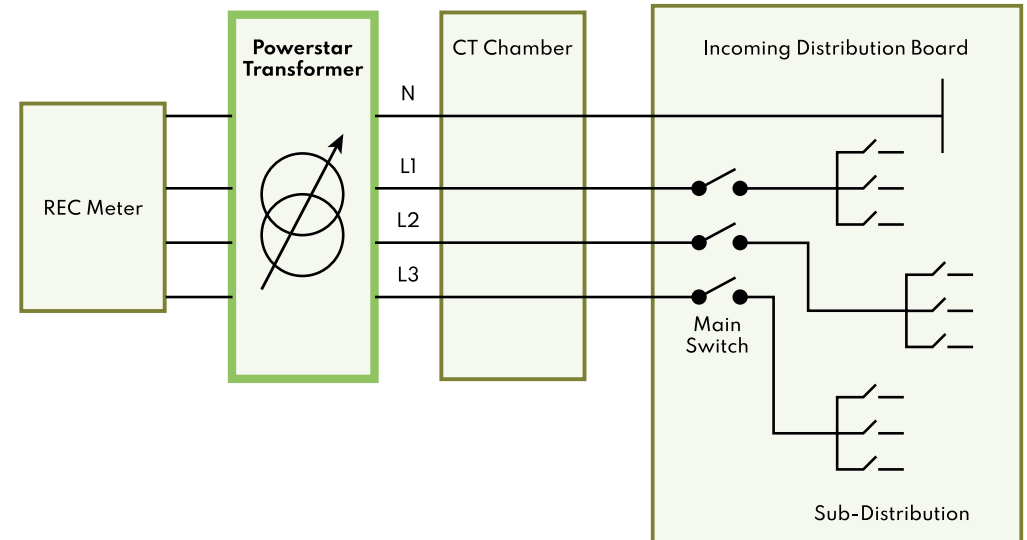 Powerstar
Transformer
CT Chamber
Incoming Distribution Board
N
REC Meter
L1
L2
L3
Main
Switch
Sub-Distribution